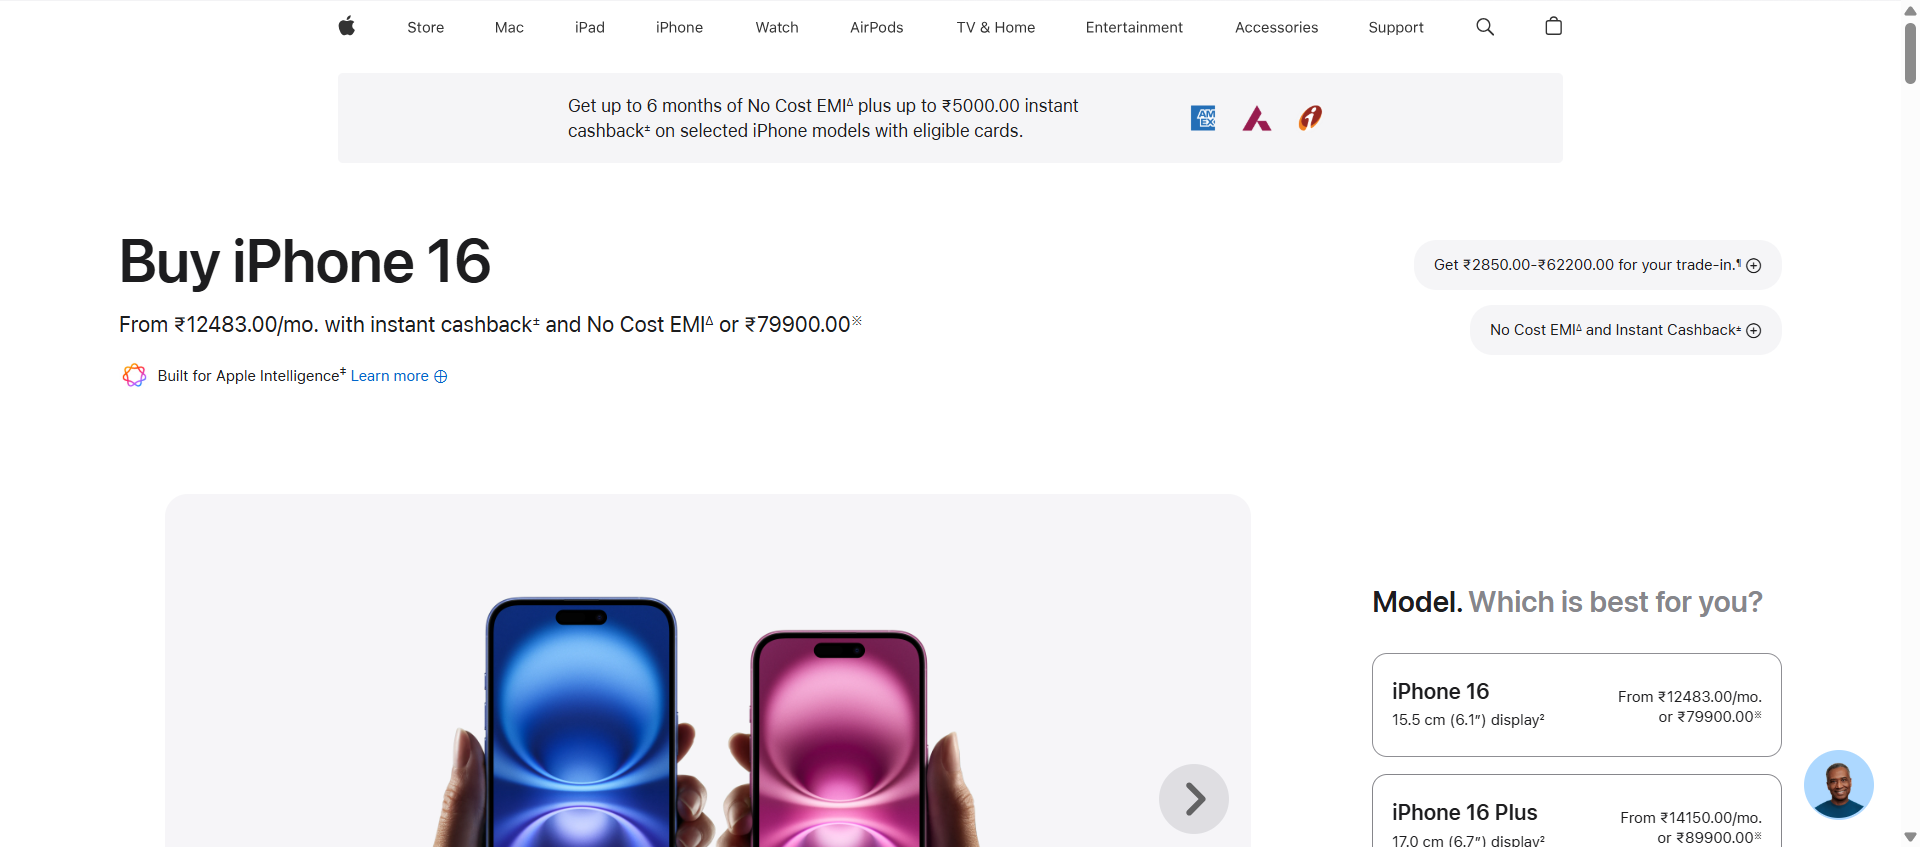 Store Mac iPad iPhone Watch AirPods TV & Home Entertainment Accessories Support
Get up to 6 months of No Cost EMIΔ plus up to ₹5000.00 instant
cashback± on selected iPhone models with eligible cards.
AM
EX
Buy iPhone 16
From ₹12483.00/mo. with instant cashback± and No Cost EMIΔ or ₹79900.00※
Built for Apple Intelligence‡ Learn more
Get ₹2850.00-₹62200.00 for your trade-in.¶
No Cost EMIΔ and Instant Cashback±
Model. Which is best for you?
iPhone 16
15.5 cm (6.1″) display²
From ₹12483.00/mo.
or ₹79900.00※
iPhone 16 Plus
17.0 cm (6.7″) display²
From ₹14150.00/mo.
or ₹89900.00※